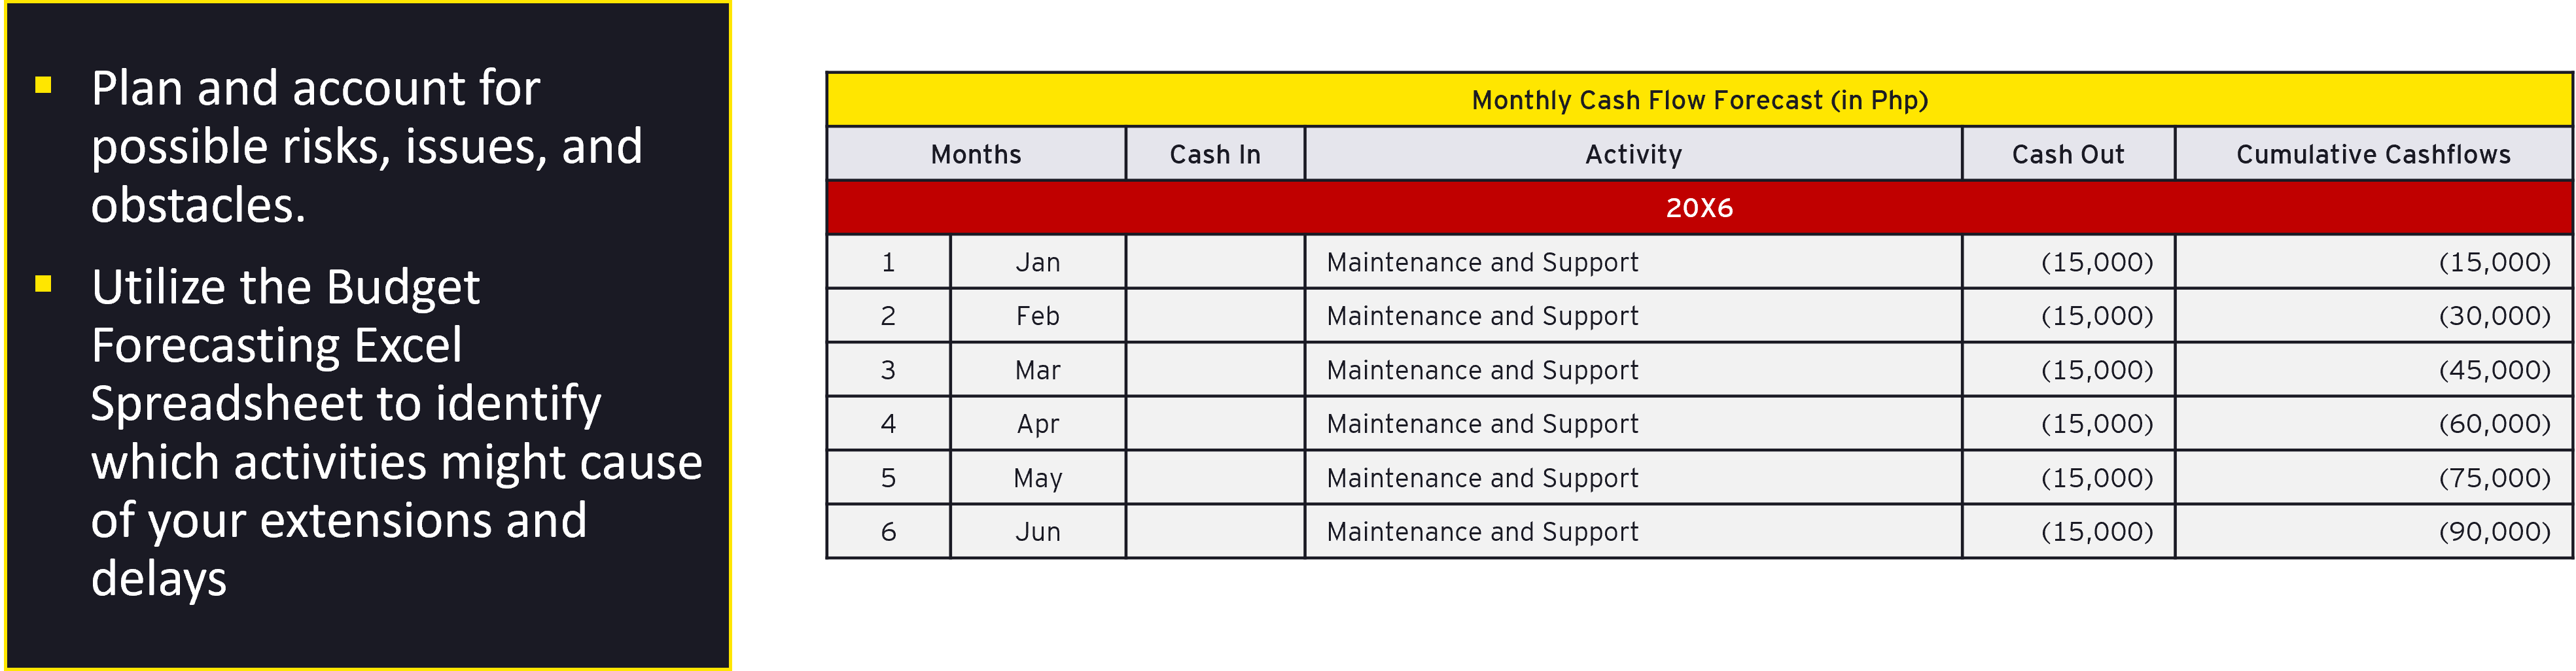 Plan and account for
possible risks, issues, and
obstacles.
Utilize the Budget
Forecasting Excel
Spreadsheet to identify
which activities might cause
of your extensions and
delays
Monthly Cash Flow Forecast (in Php)
Months Cash In Activity Cash Out Cumulative Cashflows
20X6
1 Jan Maintenance and Support (15,000) (15,000)
2 Feb Maintenance and Support (15,000) (30,000)
3 Mar Maintenance and Support (15,000) (45,000)
4 Apr Maintenance and Support (15,000) (60,000)
5 May Maintenance and Support (15,000) (75,000)
6 Jun Maintenance and Support (15,000) (90,000)